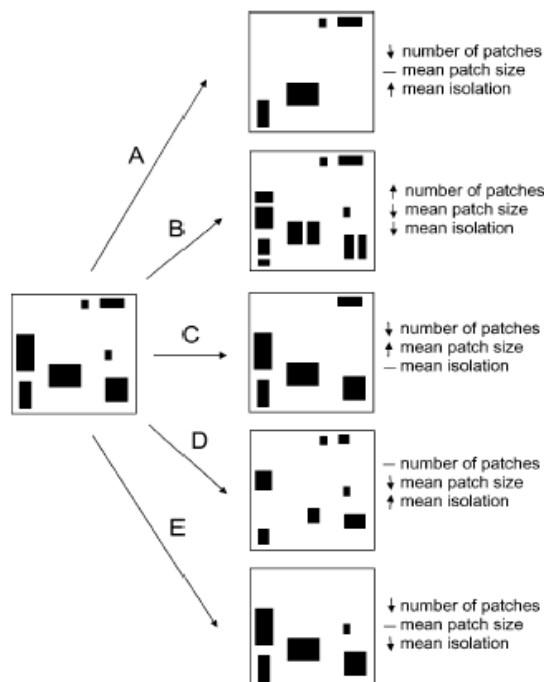 ↓ number of patches
— mean patch size
↑ mean isolation
A
↑ number of patches
↓ mean patch size
↓ mean isolation
B
C
↓ number of patches
↑ mean patch size
— mean isolation
D
— number of patches
↓ mean patch size
↑ mean isolation
E
↓ number of patches
— mean patch size
↓ mean isolation